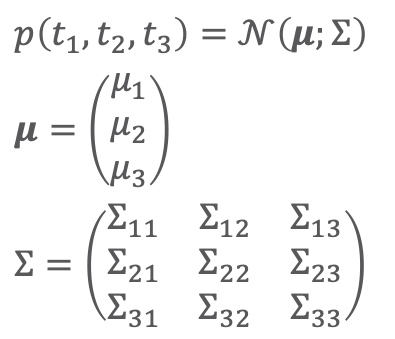 p(t₁, t₂, t₃) = 𝒩(𝝁; Σ)
𝝁 = (μ₁
μ₂
μ₃)
Σ = (Σ₁₁ Σ₁₂ Σ₁₃
Σ₂₁ Σ₂₂ Σ₂₃
Σ₃₁ Σ₃₂ Σ₃₃)